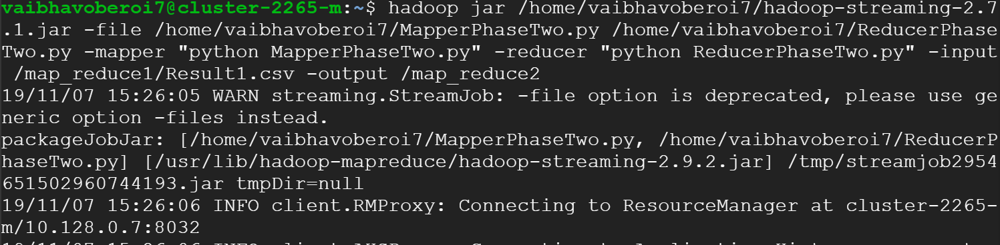 vaibhavoberoi7@cluster-2265-m:~$ hadoop jar /home/vaibhavoberoi7/hadoop-streaming-2.7
.1.jar -file /home/vaibhavoberoi7/MapperPhaseTwo.py /home/vaibhavoberoi7/ReducerPhase
Two.py -mapper "python MapperPhaseTwo.py" -reducer "python ReducerPhaseTwo.py" -input
 /map_reduce1/Result1.csv -output /map_reduce2
19/11/07 15:26:05 WARN streaming.StreamJob: -file option is deprecated, please use ge
neric option -files instead.
packageJobJar: [/home/vaibhavoberoi7/MapperPhaseTwo.py, /home/vaibhavoberoi7/ReducerP
haseTwo.py] [/usr/lib/hadoop-mapreduce/hadoop-streaming-2.9.2.jar] /tmp/streamjob2954
651502960744193.jar tmpDir=null
19/11/07 15:26:06 INFO client.RMProxy: Connecting to ResourceManager at cluster-2265-
m/10.128.0.7:8032